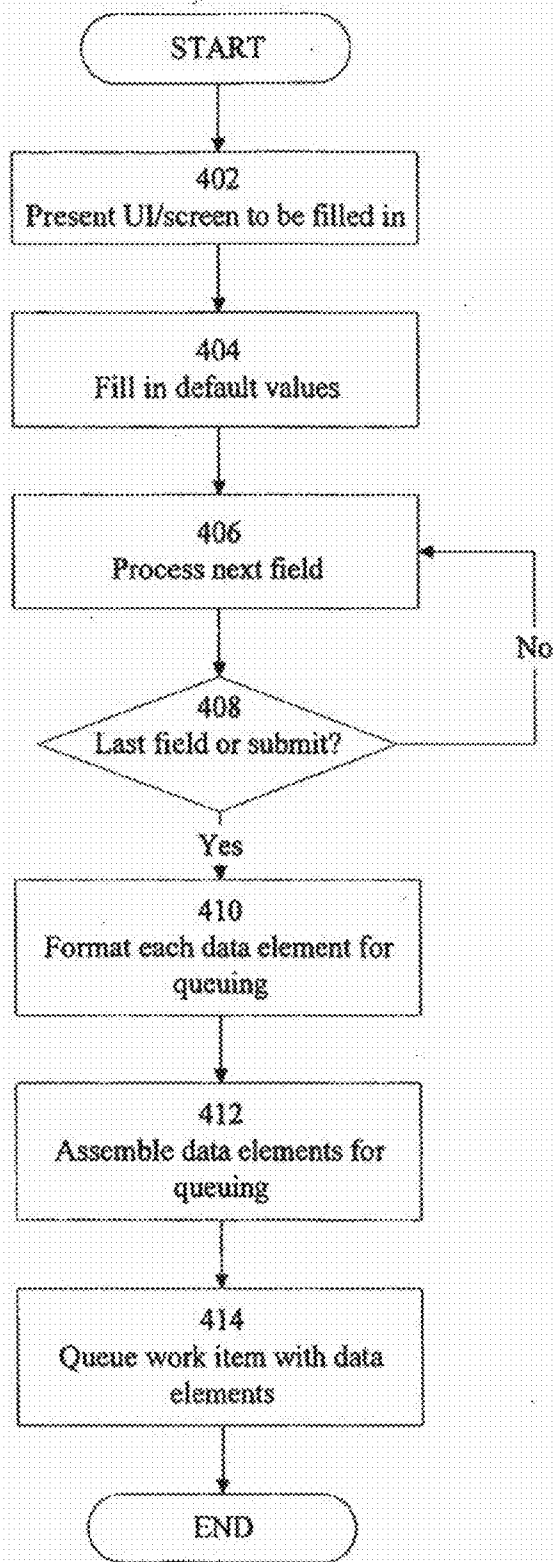 START
402
Present UI/screen to be filled in
404
Fill in default values
406
Process next field
No
408
Last field or submit?
Yes
410
Format each data element for
queuing
412
Assemble data elements for
queuing
414
Queue work item with data
elements
END